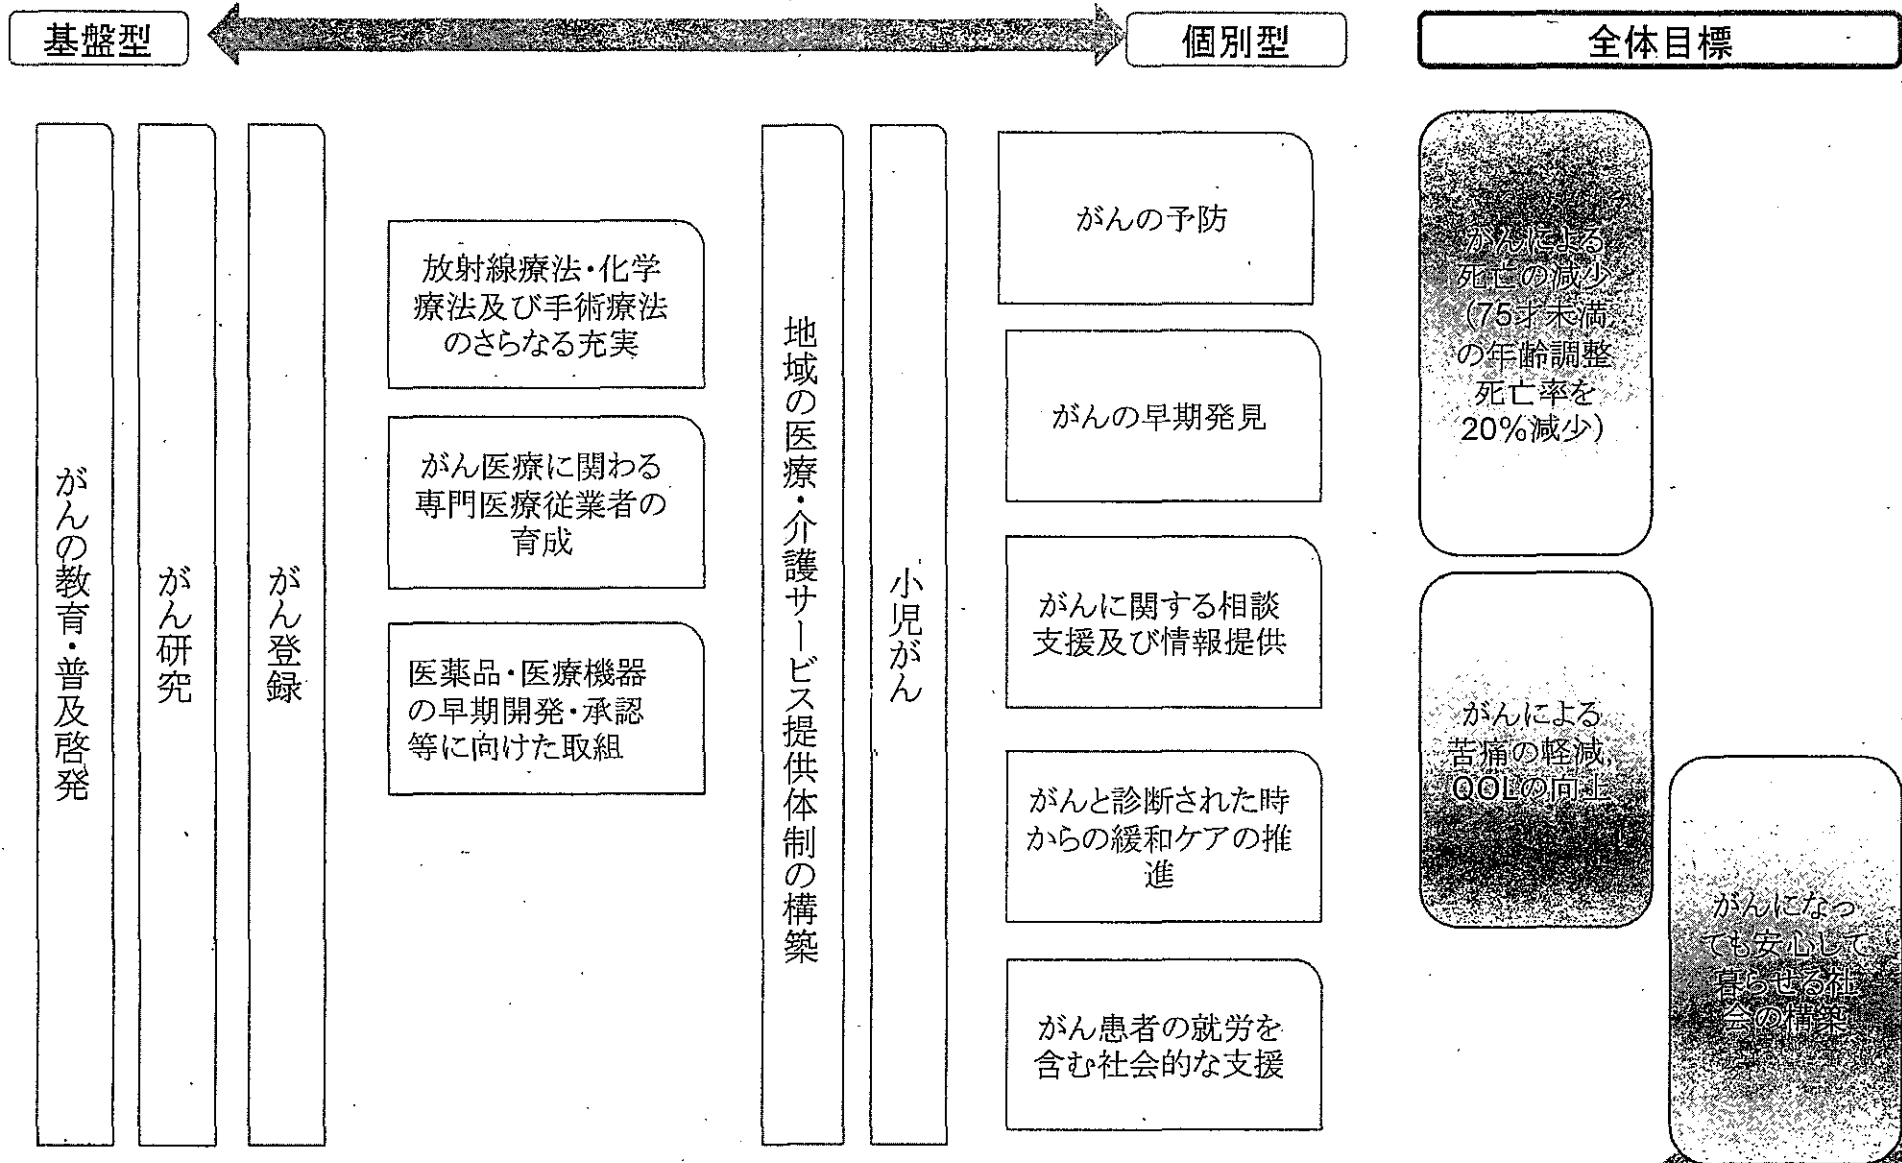 基盤型
個別型
全体目標
がんの教育・普及啓発
がん研究
がん登録
放射線療法・化学
療法及び手術療法
のさらなる充実
がん医療に関わる
専門医療従業者の
育成
医薬品・医療機器
の早期開発・承認
等に向けた取組
地域の医療・介護サービス提供体制の構築
小児がん
がんの予防
がんの早期発見
がんに関する相談
支援及び情報提供
がんと診断された時
からの緩和ケアの推
進
がん患者の就労を
含む社会的な支援
がんによる
死亡の減少
(75才未満
の年齢調整
死亡率を
20%減少)
がんによる
苦痛の軽減,
QOLの向上
がんになっ
ても安心して
暮らせる社
会の構築